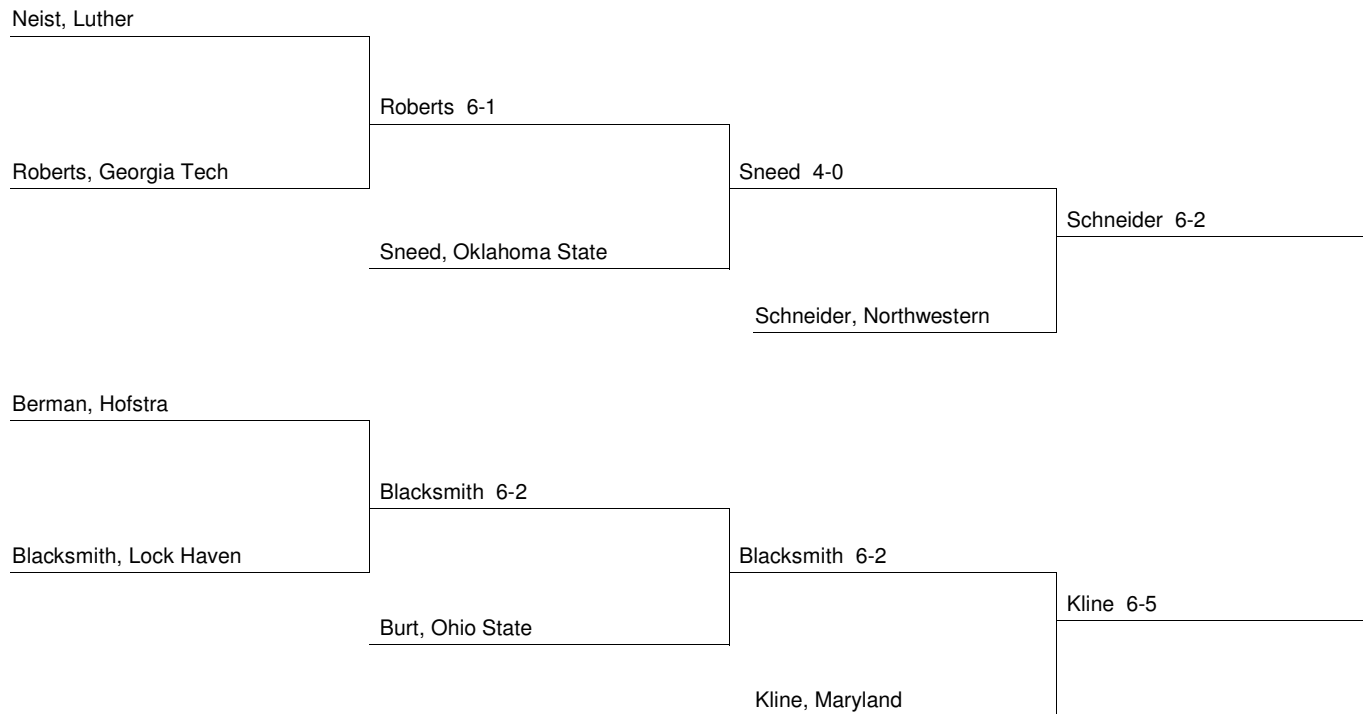 Neist, Luther
Roberts 6-1
Roberts, Georgia Tech
Sneed 4-0
Schneider 6-2
Sneed, Oklahoma State
Schneider, Northwestern
Berman, Hofstra
Blacksmith 6-2
Blacksmith, Lock Haven
Blacksmith 6-2
Kline 6-5
Burt, Ohio State
Kline, Maryland